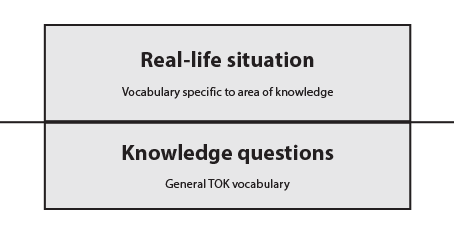 Real-life situation
Vocabulary specific to area of knowledge
Knowledge questions
General TOK vocabulary